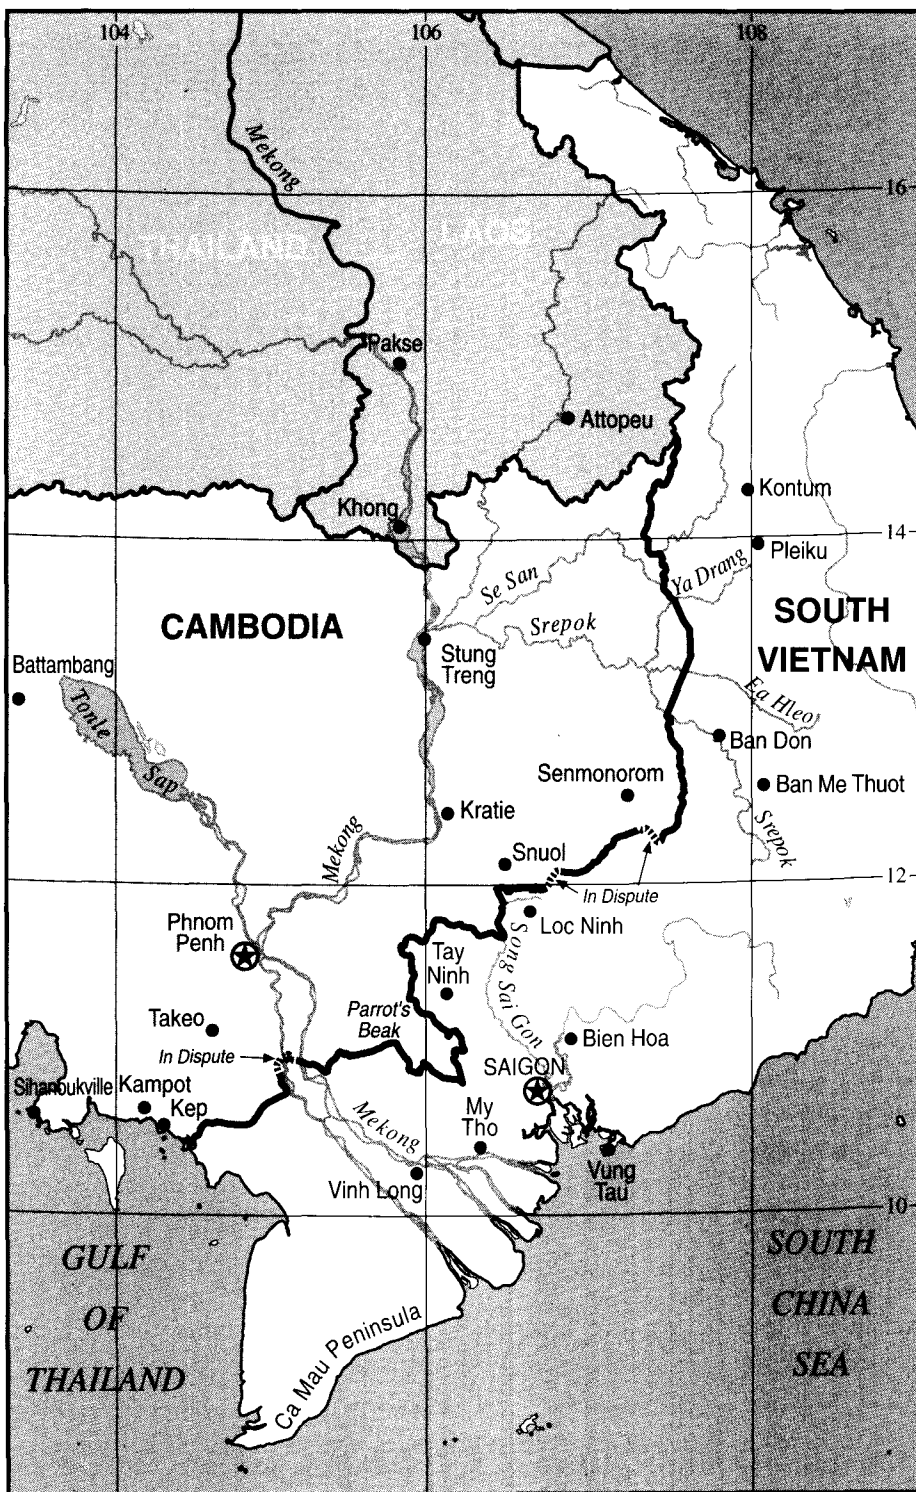 104
106
108
Mekong
16
THAILAND
LAOS
Pakse
Attopeu
Khong
Kontum
14
Pleiku
Se San
Ya Drang
CAMBODIA
SOUTH
VIETNAM
Srepok
Stung
Treng
Battambang
Tonle
Sap
Ea Hleo
Ban Don
Senmonorom
Ban Me Thuot
Kratie
Srepok
Mekong
Snuol
12
In Dispute
Loc Ninh
Phnom
Penh
Tay
Ninh
Song Sai Gon
Parrot's
Beak
Takeo
Bien Hoa
In Dispute
SAIGON
Sihanoukville
Kampot
Kep
Mekong
My
Tho
Vung
Tau
Vinh Long
10
GULF
OF
THAILAND
SOUTH
CHINA
SEA
Ca Mau Peninsula